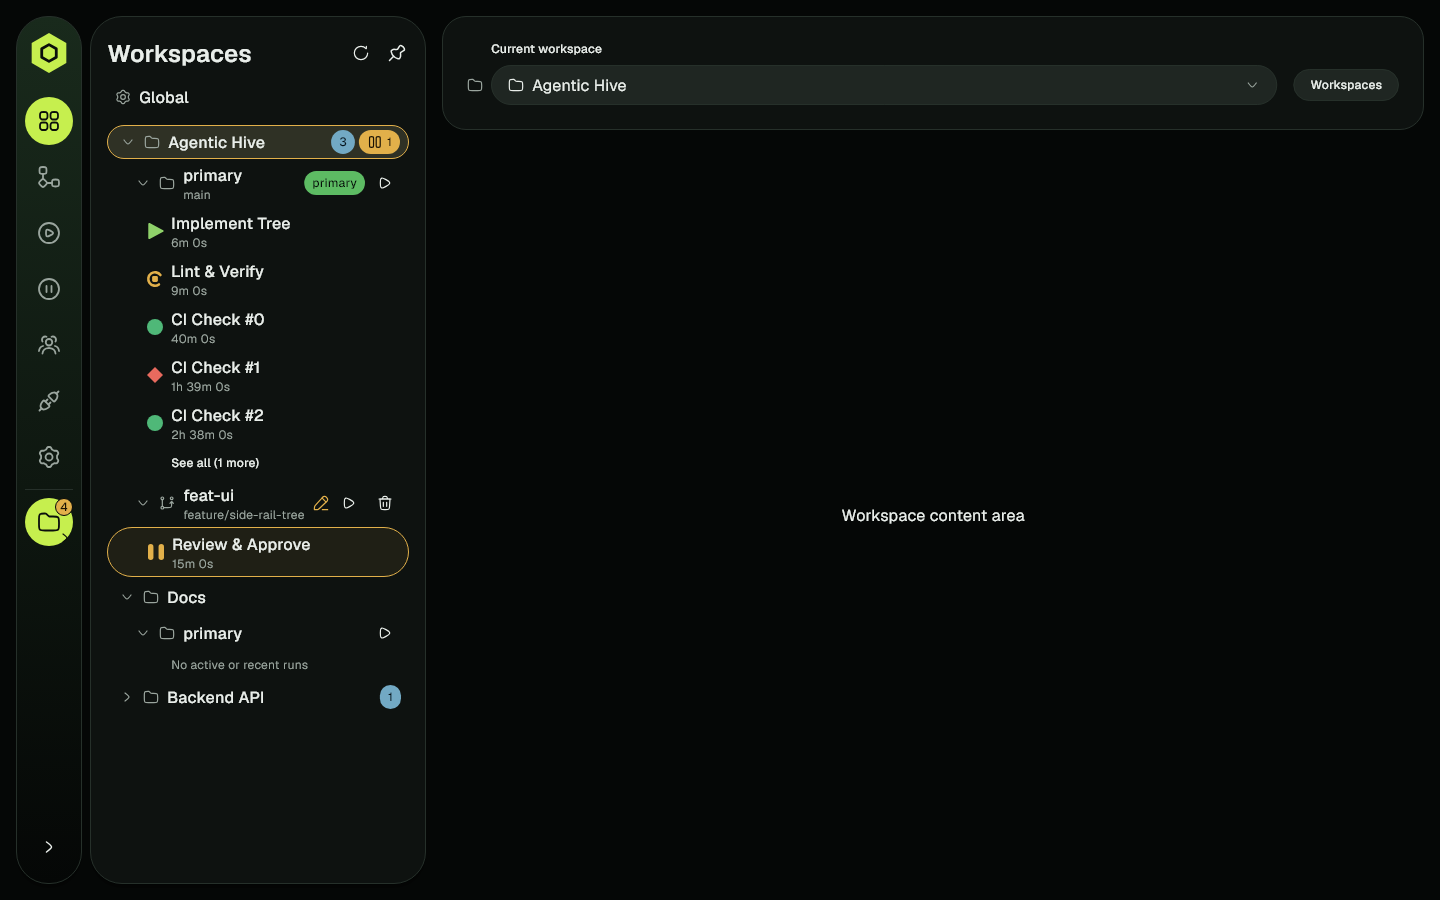 Workspaces
Global
Agentic Hive
3
1
primary
main
primary
Implement Tree
6m 0s
Lint & Verify
9m 0s
CI Check #0
40m 0s
CI Check #1
1h 39m 0s
CI Check #2
2h 38m 0s
See all (1 more)
4
feat-ui
feature/side-rail-tree
Review & Approve
15m 0s
Docs
primary
No active or recent runs
Backend API
1
Current workspace
Agentic Hive
Workspaces
Workspace content area